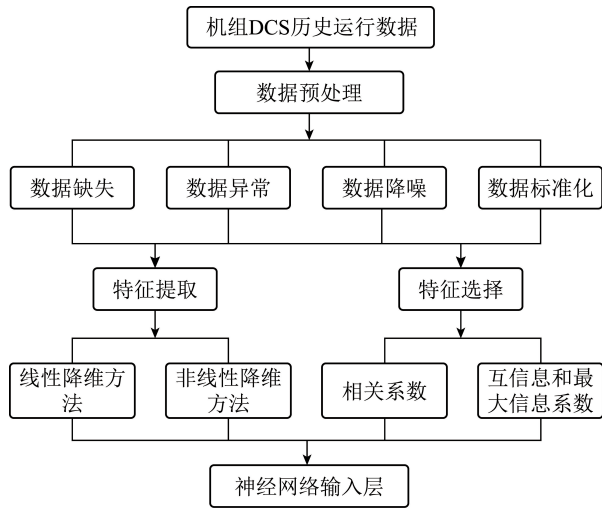 机组DCS历史运行数据
数据预处理
数据缺失
数据异常
数据降噪
数据标准化
特征提取
特征选择
线性降维方
法
非线性降维
方法
相关系数
互信息和最
大信息系数
神经网络输入层